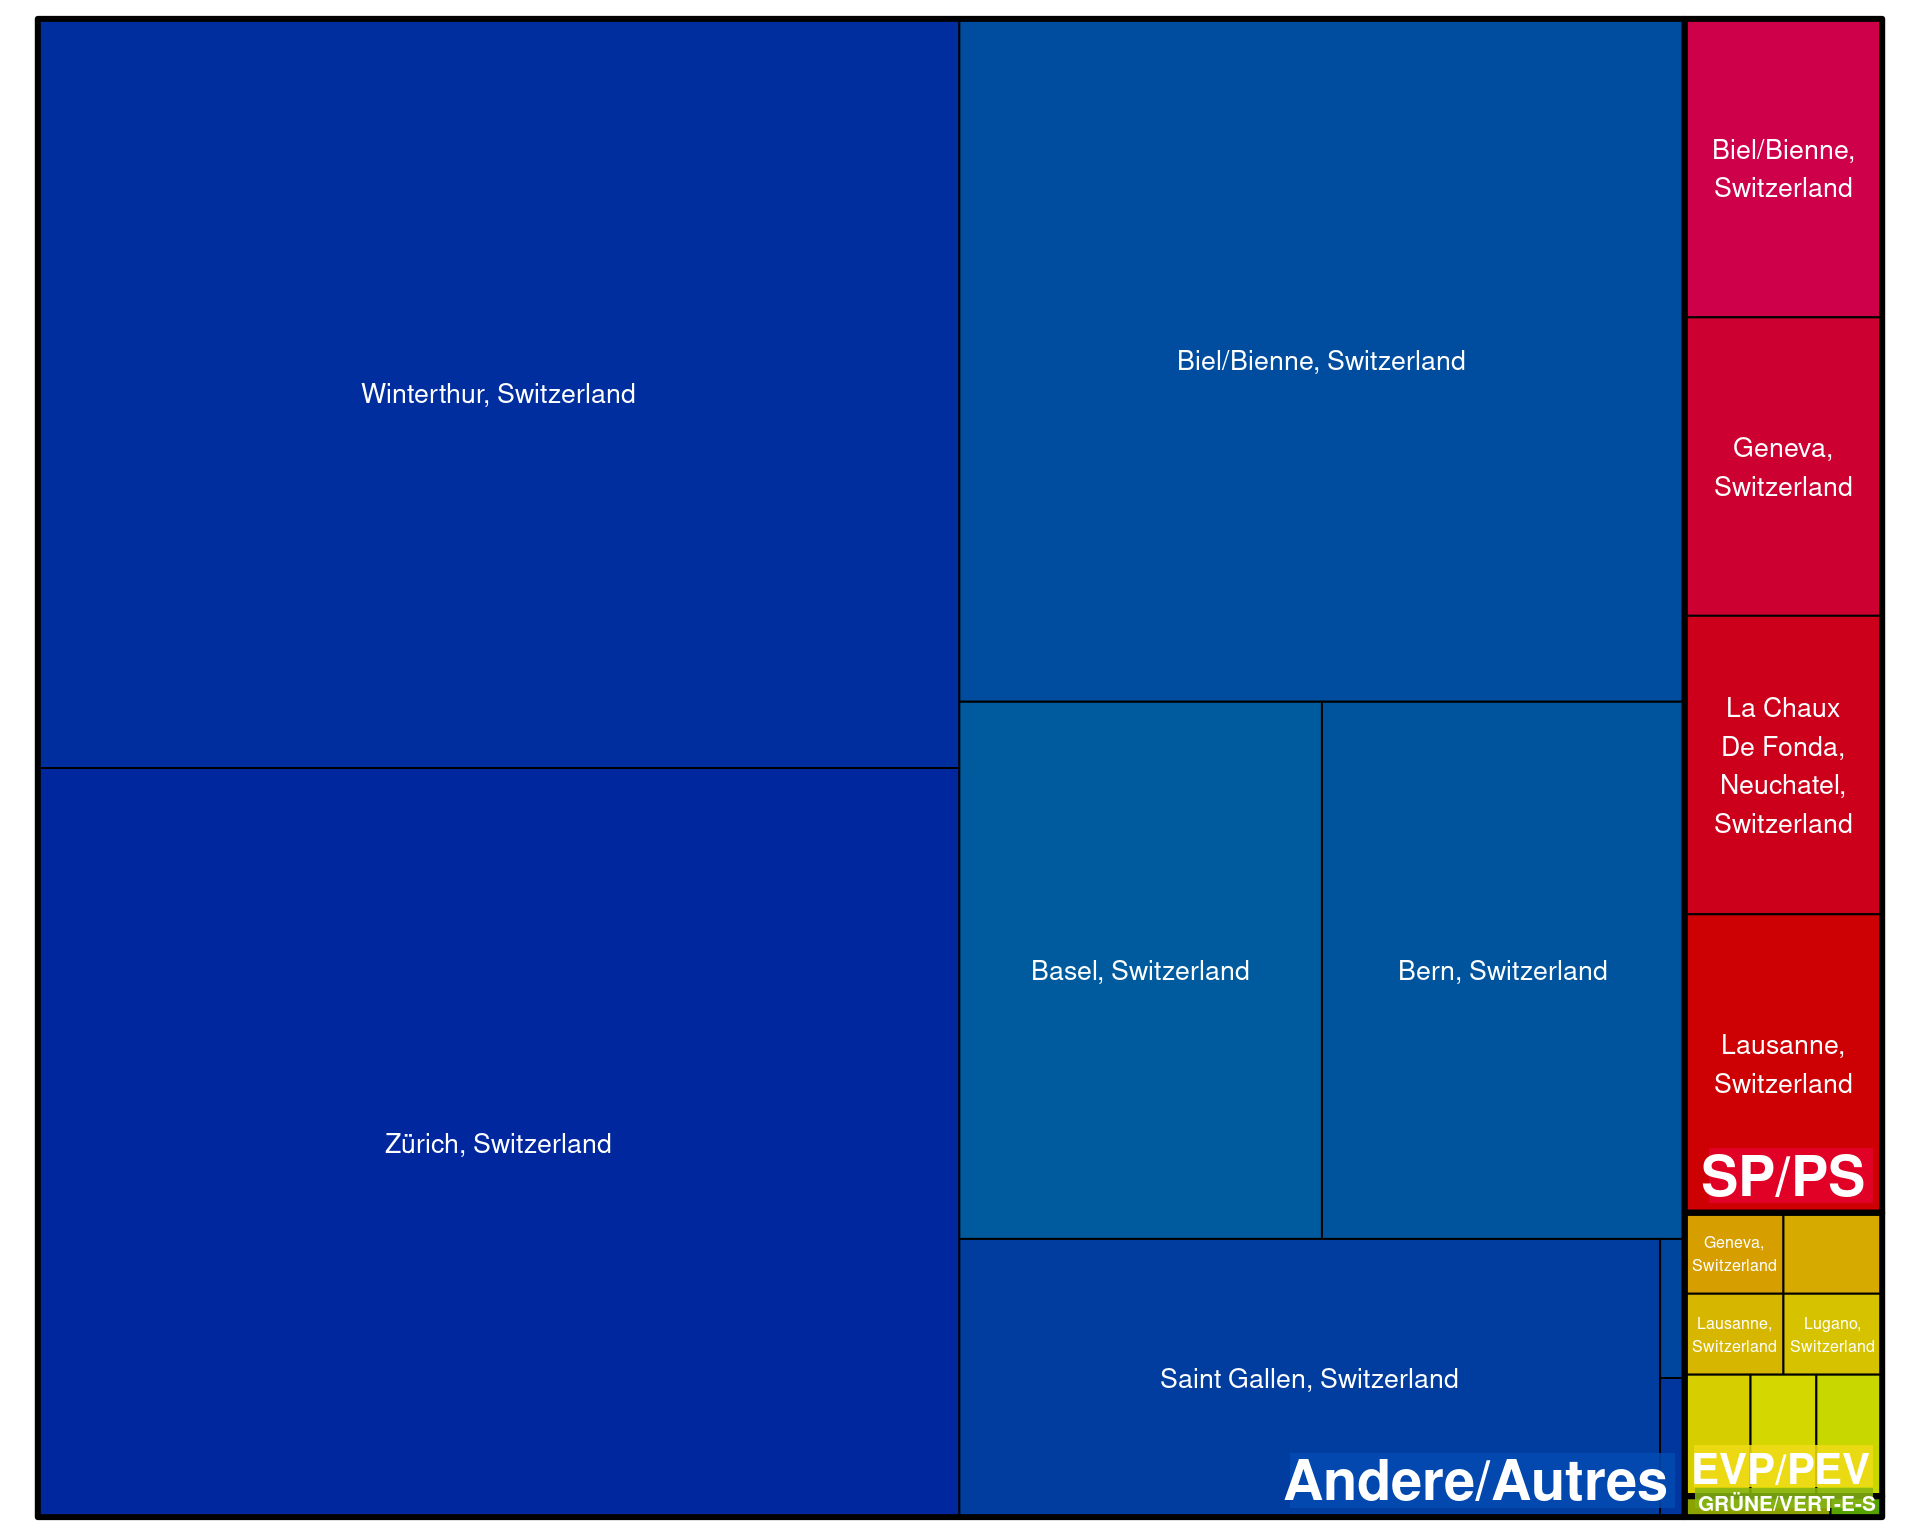 Winterthur, Switzerland
Zürich, Switzerland
Biel/Bienne, Switzerland
Basel, Switzerland
Bern, Switzerland
Saint Gallen, Switzerland
Andere/Autres
Biel/Bienne,
Switzerland
Geneva,
Switzerland
La Chaux
De Fonda,
Neuchatel,
Switzerland
Lausanne,
Switzerland
SP/PS
Geneva,
Switzerland
Lausanne,
Switzerland
Lugano,
Switzerland
EVP/PEV
GRÜNE/VERT-E-S